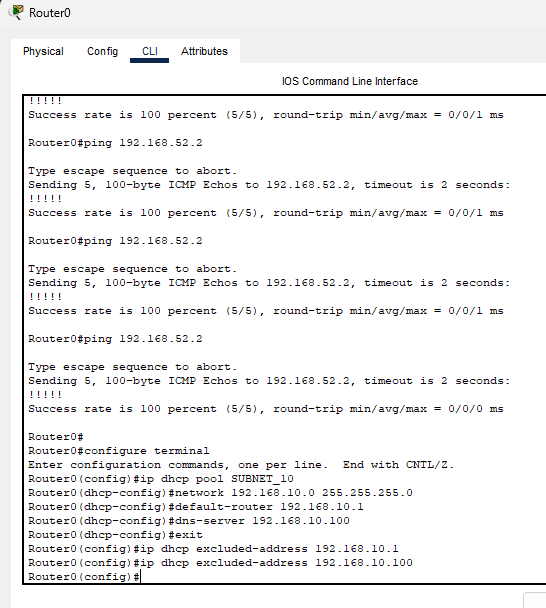 Router0
Physical Config CLI Attributes
IOS Command Line Interface
!!!!!
Success rate is 100 percent (5/5), round-trip min/avg/max = 0/0/1 ms
Router0#ping 192.168.52.2
Type escape sequence to abort.
Sending 5, 100-byte ICMP Echos to 192.168.52.2, timeout is 2 seconds:
!!!!!
Success rate is 100 percent (5/5), round-trip min/avg/max = 0/0/1 ms
Router0#ping 192.168.52.2
Type escape sequence to abort.
Sending 5, 100-byte ICMP Echos to 192.168.52.2, timeout is 2 seconds:
!!!!!
Success rate is 100 percent (5/5), round-trip min/avg/max = 0/0/1 ms
Router0#ping 192.168.52.2
Type escape sequence to abort.
Sending 5, 100-byte ICMP Echos to 192.168.52.2, timeout is 2 seconds:
!!!!!
Success rate is 100 percent (5/5), round-trip min/avg/max = 0/0/0 ms
Router0#
Router0#configure terminal
Enter configuration commands, one per line.  End with CNTL/Z.
Router0(config)#ip dhcp pool SUBNET_10
Router0(dhcp-config)#network 192.168.10.0 255.255.255.0
Router0(dhcp-config)#default-router 192.168.10.1
Router0(dhcp-config)#dns-server 192.168.10.100
Router0(dhcp-config)#exit
Router0(config)#ip dhcp excluded-address 192.168.10.1
Router0(config)#ip dhcp excluded-address 192.168.10.100
Router0(config)#